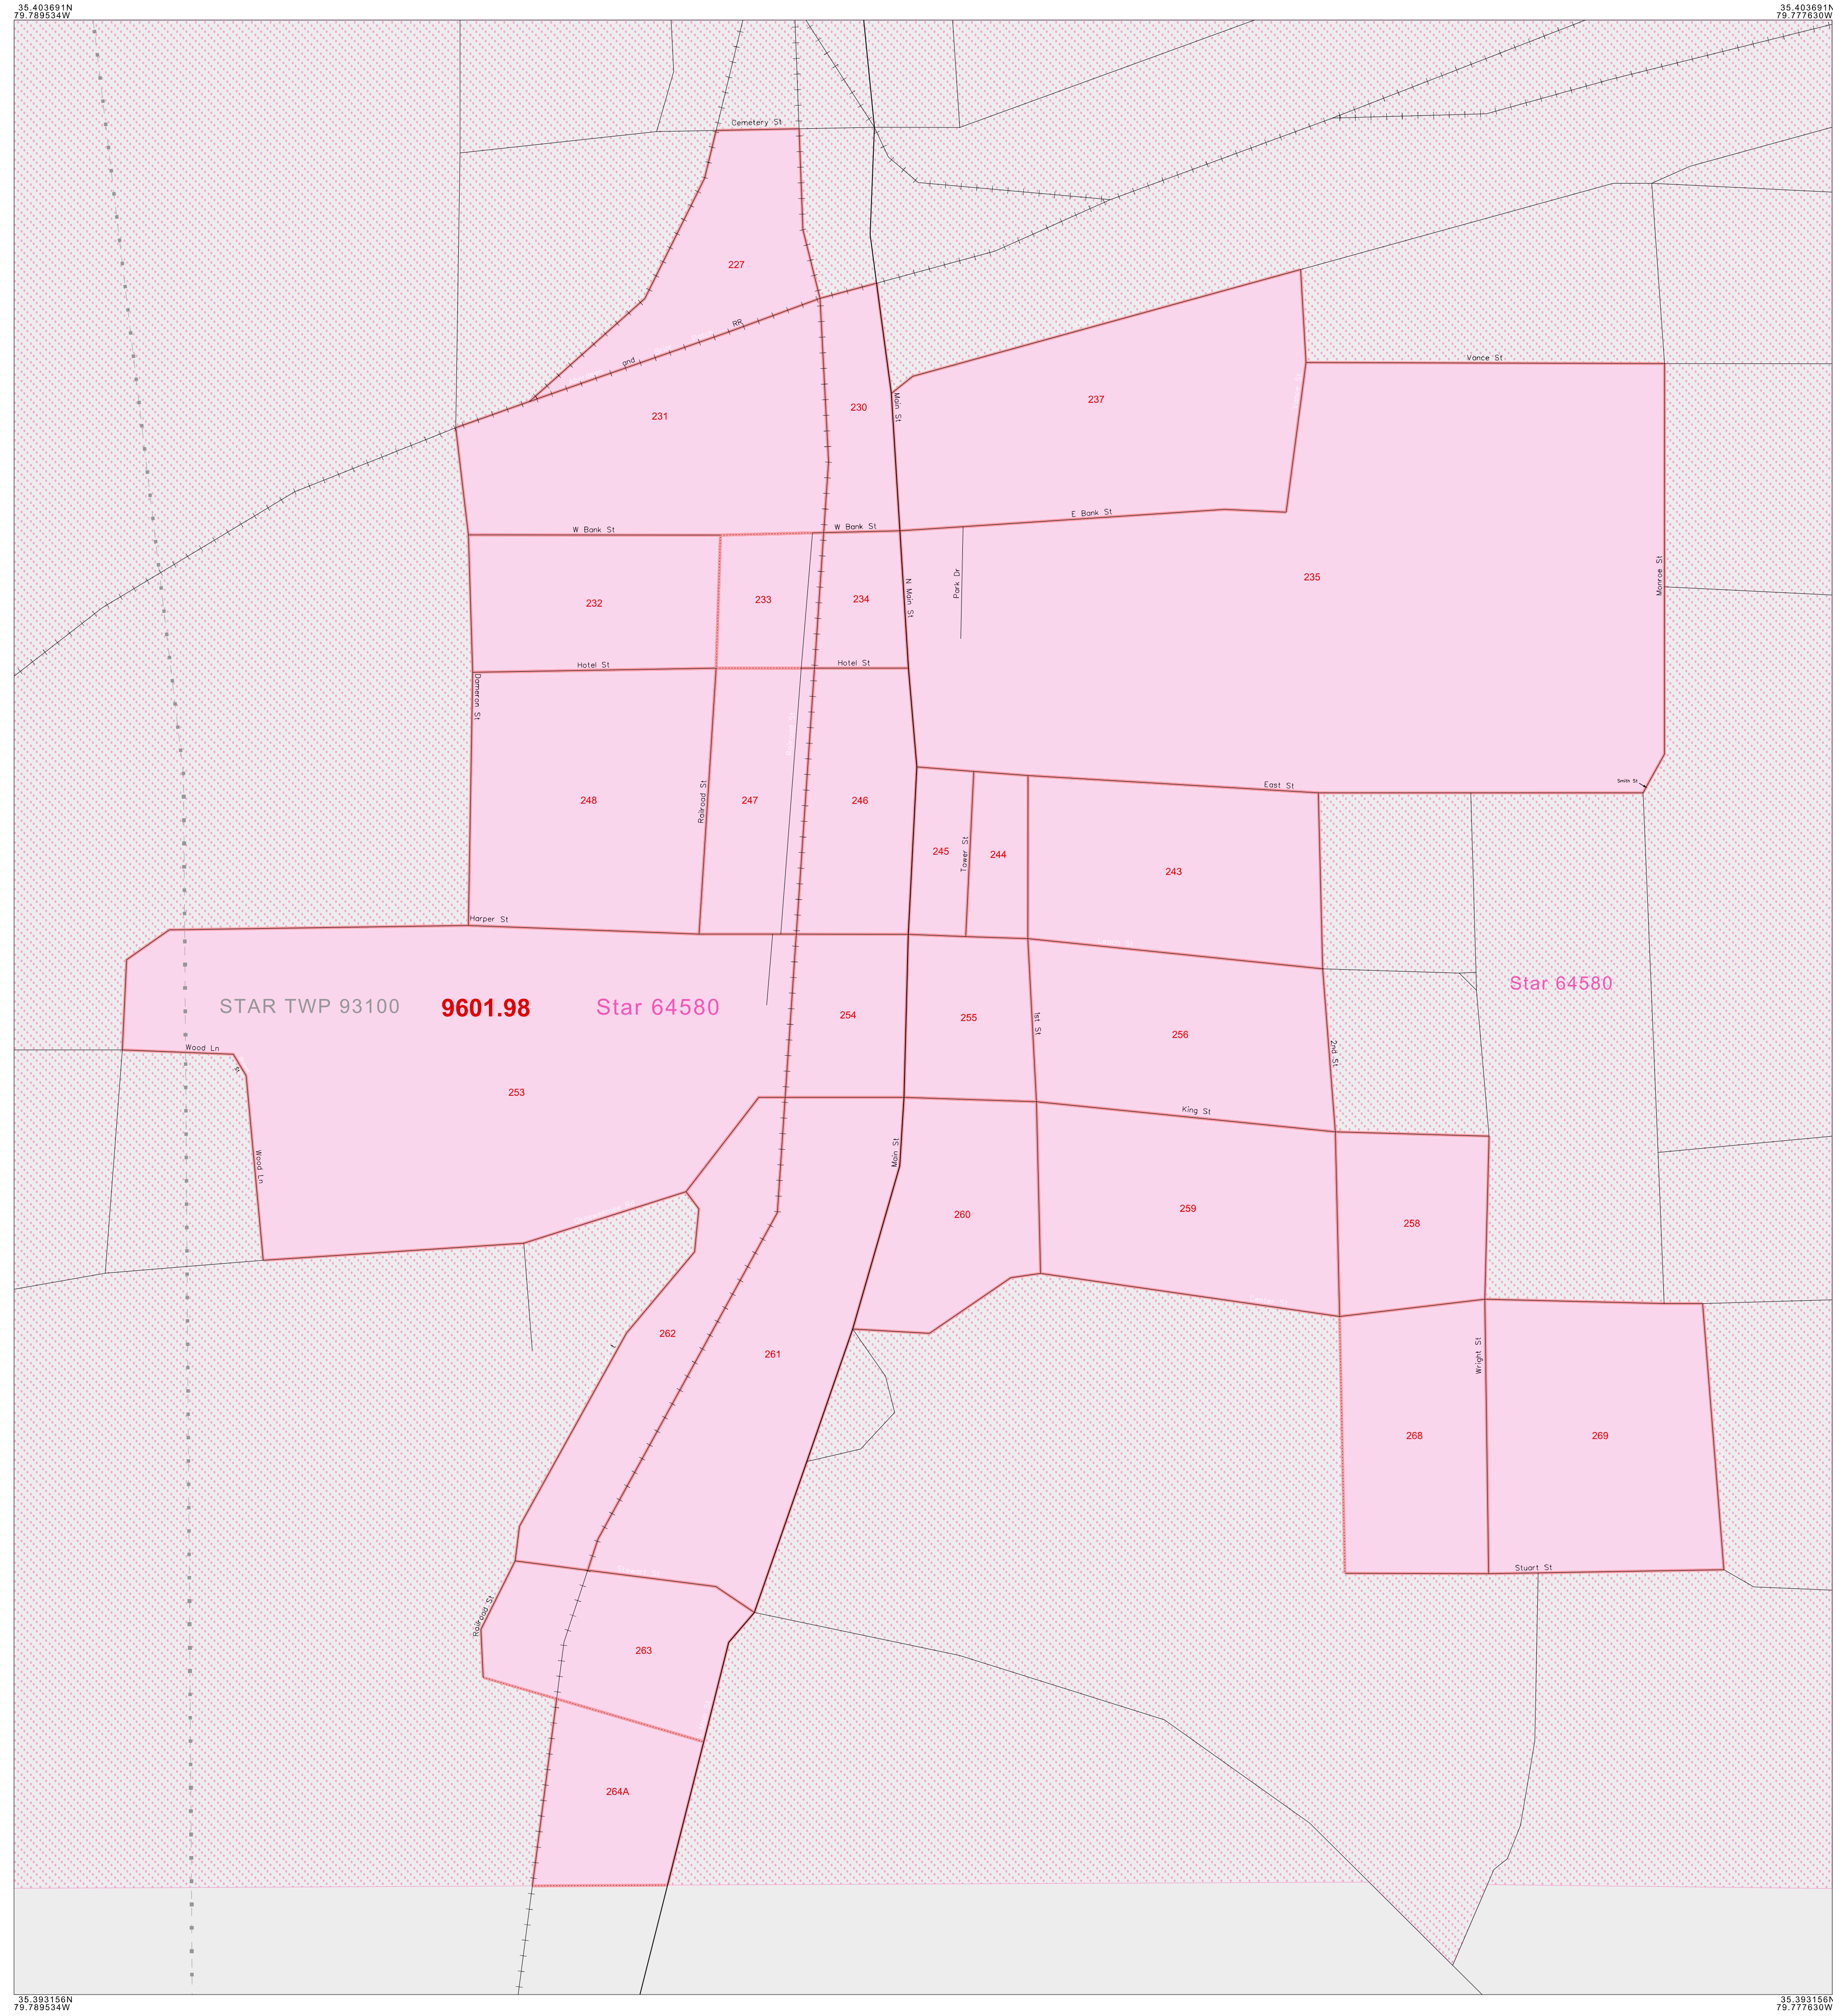 35.403691N
79.789534W
35.403691N
79.777630W
Cemetery St
227
RR
and
Vance St
231
230
Main St
237
W Bank St
W Bank St
E Bank St
232
233
234
N Main St
Park Dr
235
Monroe St
Hotel St
Hotel St
Dameron St
Smith St
East St
248
Railroad St
247
246
245
Tower St
244
243
Harper St
Star 64580
STAR TWP 93100
9601.98
Star 64580
254
255
1st St
256
2nd St
Wood Ln
St
253
King St
Wood Ln
Main St
260
259
258
262
261
Wright St
268
269
Stuart St
Railroad St
263
264A
35.393156N
79.789534W
35.393156N
79.777630W